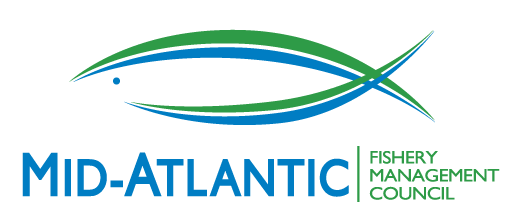 MID-ATLANTIC
FISHERY
MANAGEMENT
COUNCIL